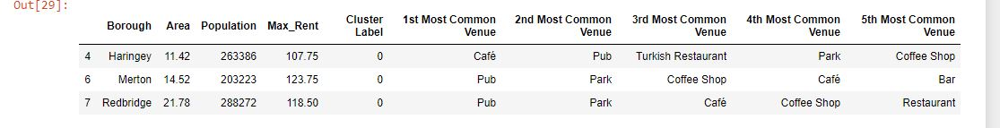 Out[29]:
Borough Area Population Max_Rent Cluster Label 1st Most Common Venue 2nd Most Common Venue 3rd Most Common Venue 4th Most Common Venue 5th Most Common Venue
4 Haringey 11.42 263386 107.75 0 Café Pub Turkish Restaurant Park Coffee Shop
6 Merton 14.52 203223 123.75 0 Pub Park Coffee Shop Café Bar
7 Redbridge 21.78 288272 118.50 0 Pub Park Café Coffee Shop Restaurant